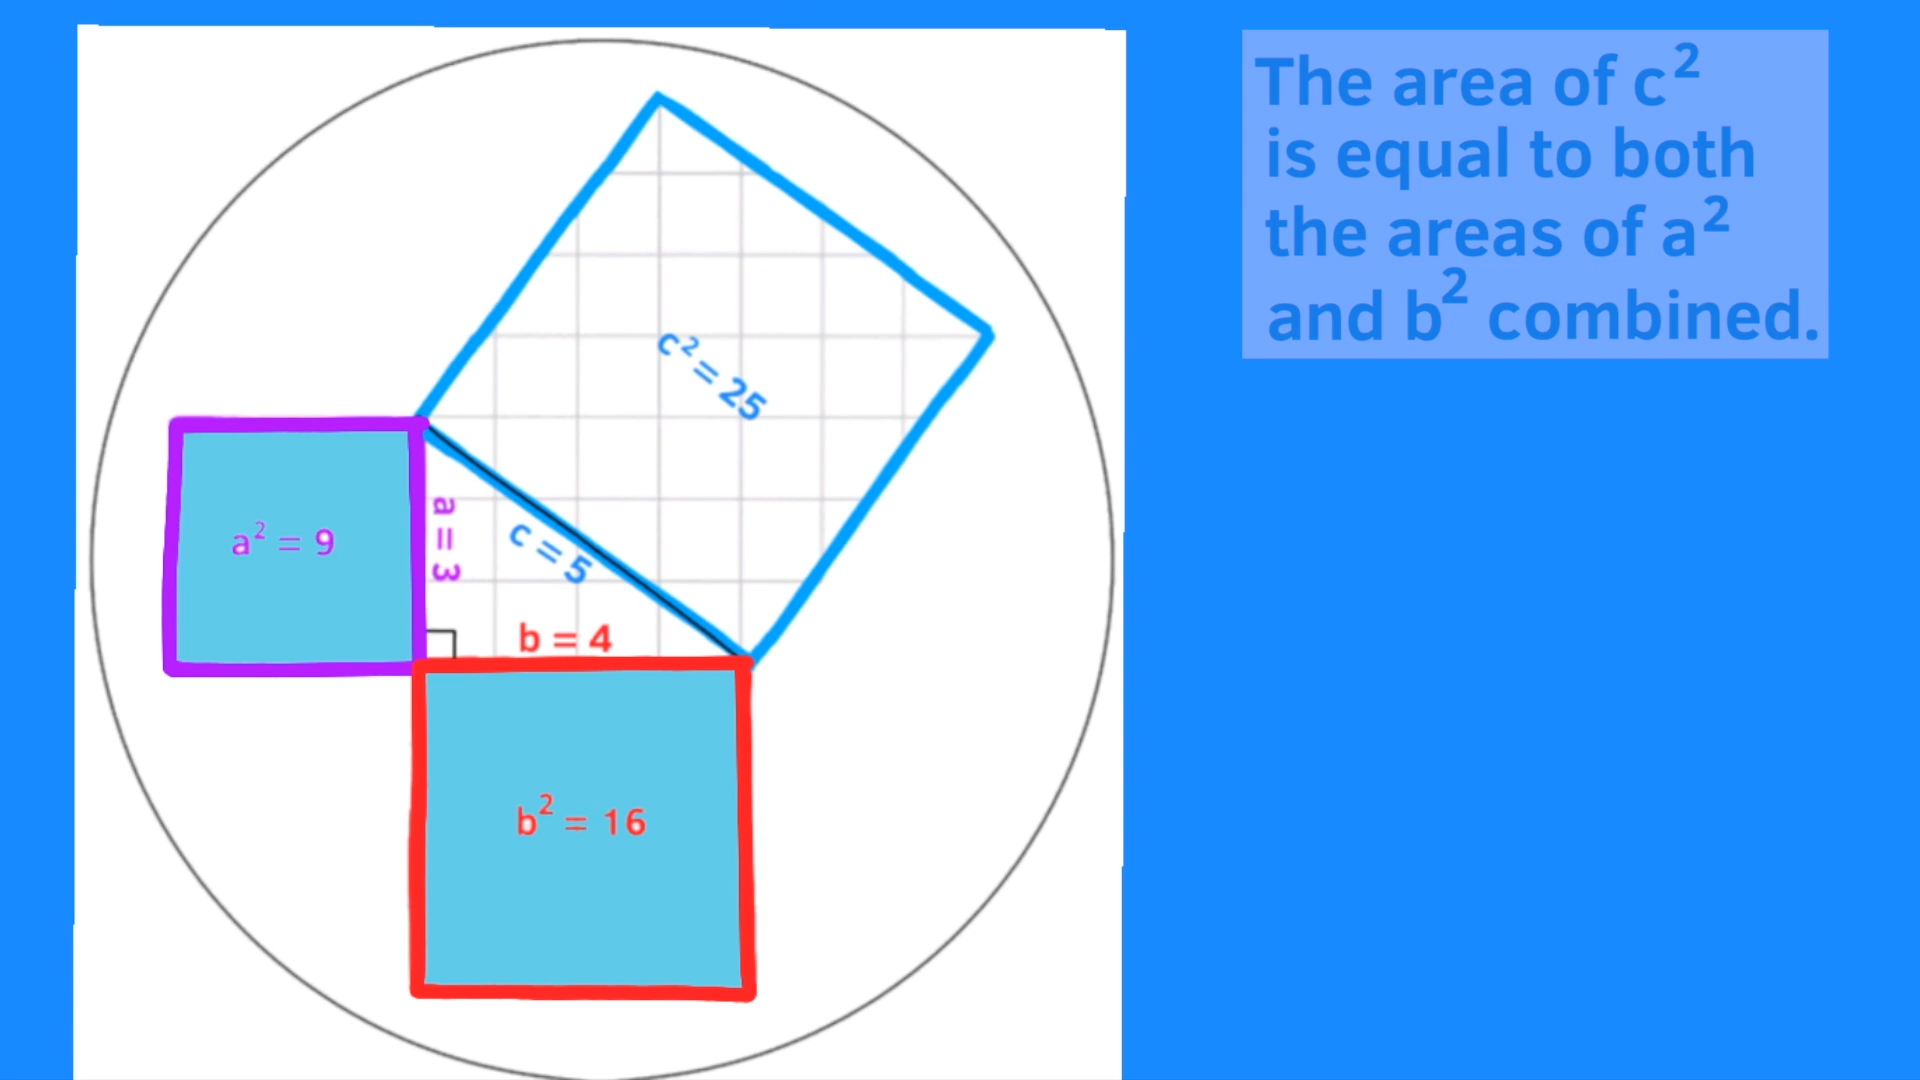 The area of c²
is equal to both
the areas of a²
and b² combined.
c² = 25
a² = 9
a = 3
c = 5
b = 4
b² = 16